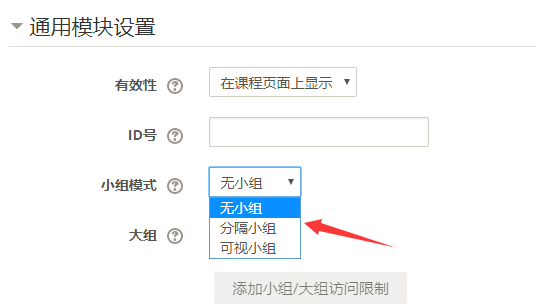 通用模块设置
有效性 ? 在课程页面上显示
ID号 ?
小组模式 ? 无小组
无小组
分隔小组
大组 ?
可视小组
添加小组/大组访问限制